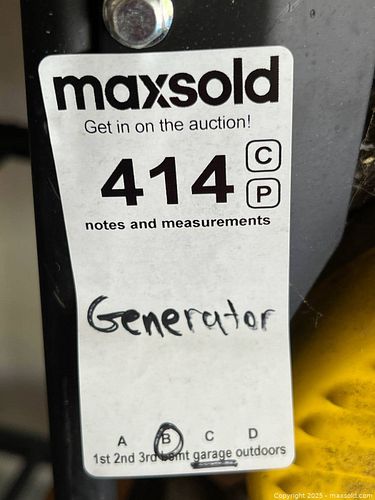 maxsold
Get in on the auction!
414 C
P
notes and measurements
Generator
A B C D
1st 2nd 3rd bsmt garage outdoors
Copyright 2025 - maxsold.com